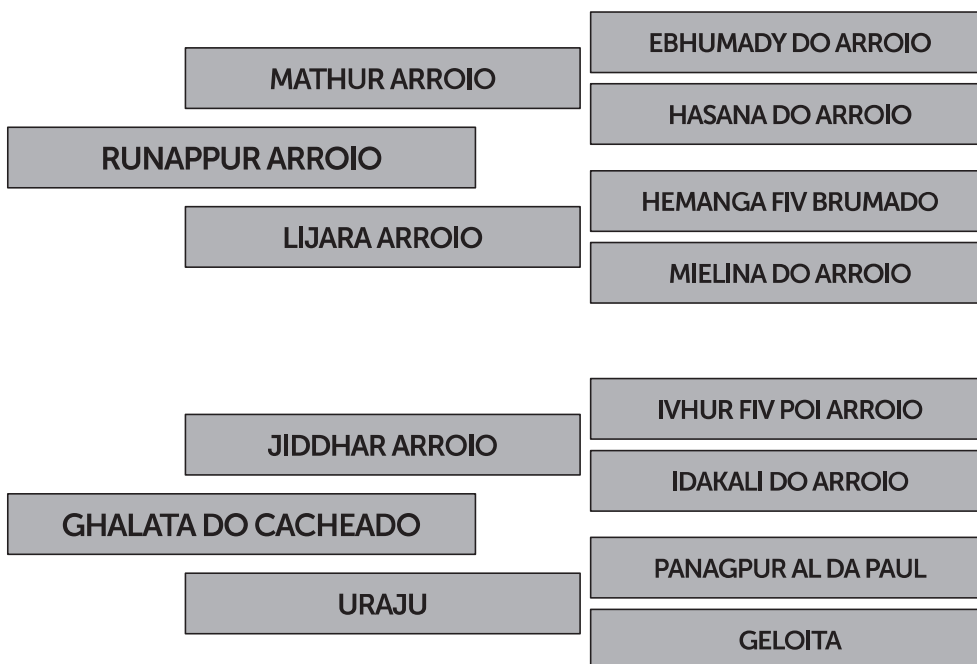 EBHUMADY DO ARROIO
MATHUR ARROIO
HASANA DO ARROIO
RUNAPPUR ARROIO
HEMANGA FIV BRUMADO
LIJARA ARROIO
MIELINA DO ARROIO
IVHUR FIV POI ARROIO
JIDDHAR ARROIO
IDAKALI DO ARROIO
GHALATA DO CACHEADO
PANAGPUR AL DA PAUL
URAJU
GELOITA